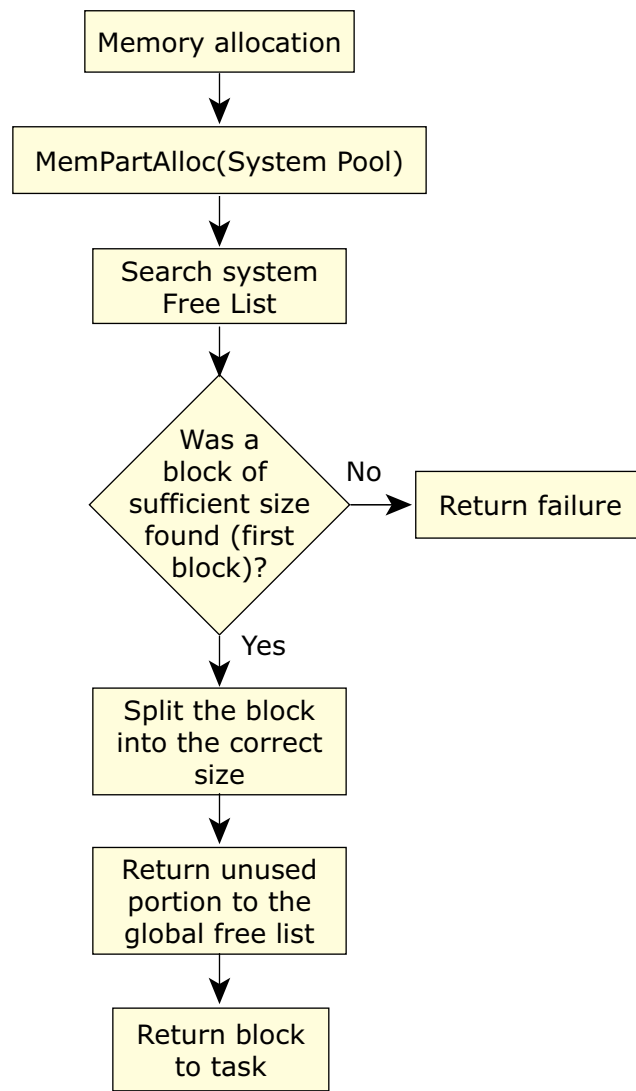 Memory allocation
MemPartAlloc(System Pool)
Search system
Free List
Was a
block of
sufficient size
found (first
block)?
No
Return failure
Yes
Split the block
into the correct
size
Return unused
portion to the
global free list
Return block
to task